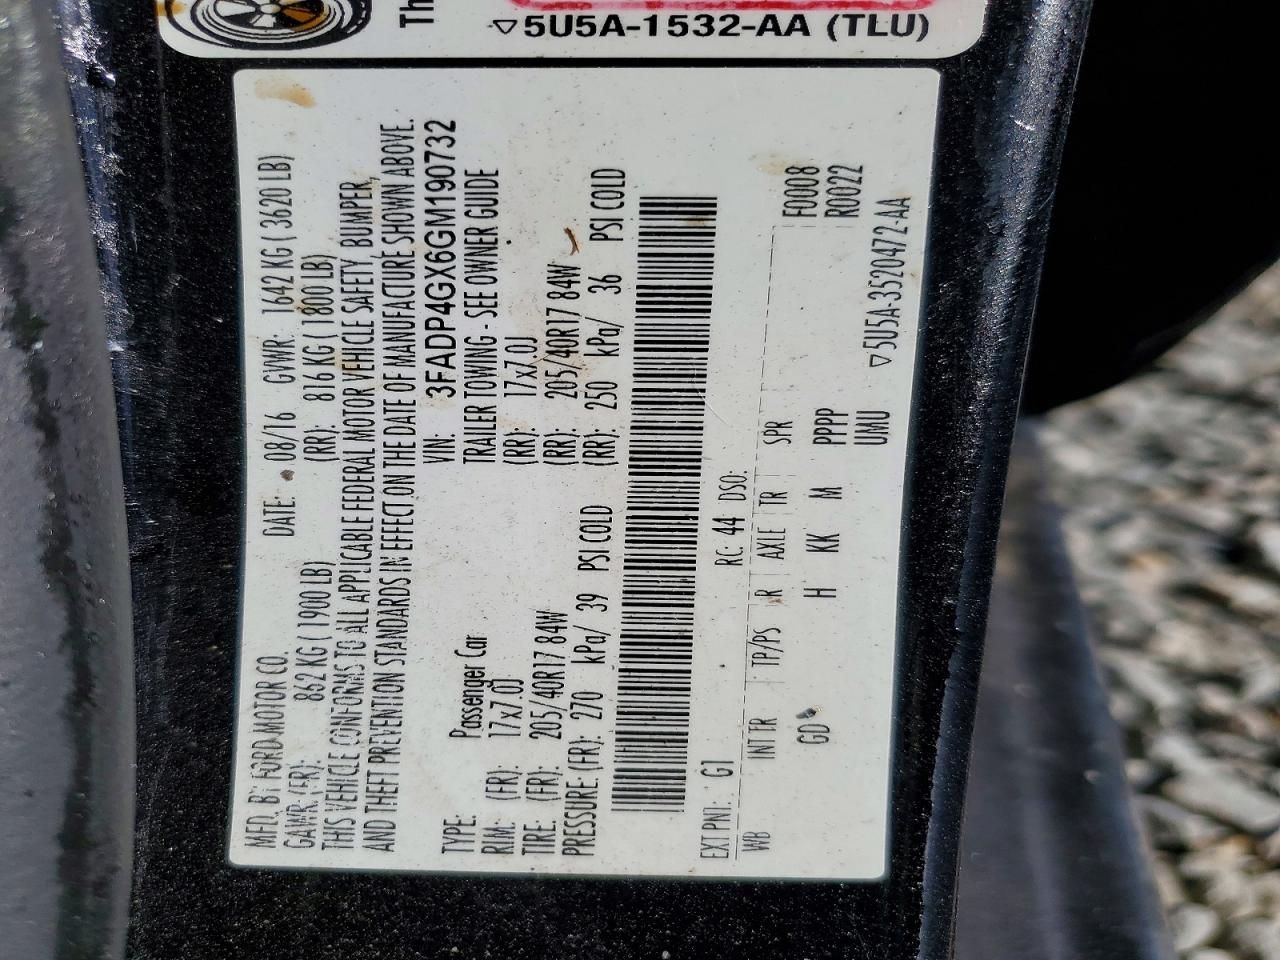 Th
▽5U5A-1532-AA (TLU)
MFD. BY FORD MOTOR CO.
DATE: 08/16 GVWR: 1642 KG ( 3620 LB)
GAWR: (FR): 862 KG ( 1900 LB) (RR): 816 KG ( 1800 LB)
THIS VEHICLE CONFORMS TO ALL APPLICABLE FEDERAL MOTOR VEHICLE SAFETY, BUMPER,
AND THEFT PREVENTION STANDARDS IN EFFECT ON THE DATE OF MANUFACTURE SHOWN ABOVE.
VIN: 3FADP4GX6GM190732
TYPE: Passenger Car TRAILER TOWING - SEE OWNER GUIDE
RIM: (FR): 17x7.0J (RR): 17x7.0J
TIRE: (FR): 205/40R17 84W (RR): 205/40R17 84W
PRESSURE: (FR): 270 kPa/ 39 PSI COLD (RR): 250 kPa/ 36 PSI COLD
EXT PNT: G1 RC: 44 DSO:
WB INT TR TP/PS R AXLE TR SPR F0008
GD H KK M PPPP R0022
UMU
▽5U5A-3520472-AA